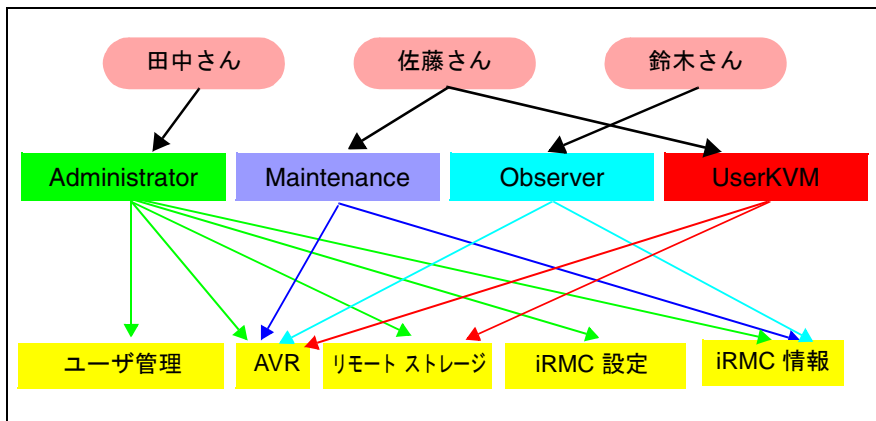 田中さん
佐藤さん
鈴木さん
Administrator
Maintenance
Observer
UserKVM
ユーザ管理
AVR
リモート ストレージ
iRMC 設定
iRMC 情報